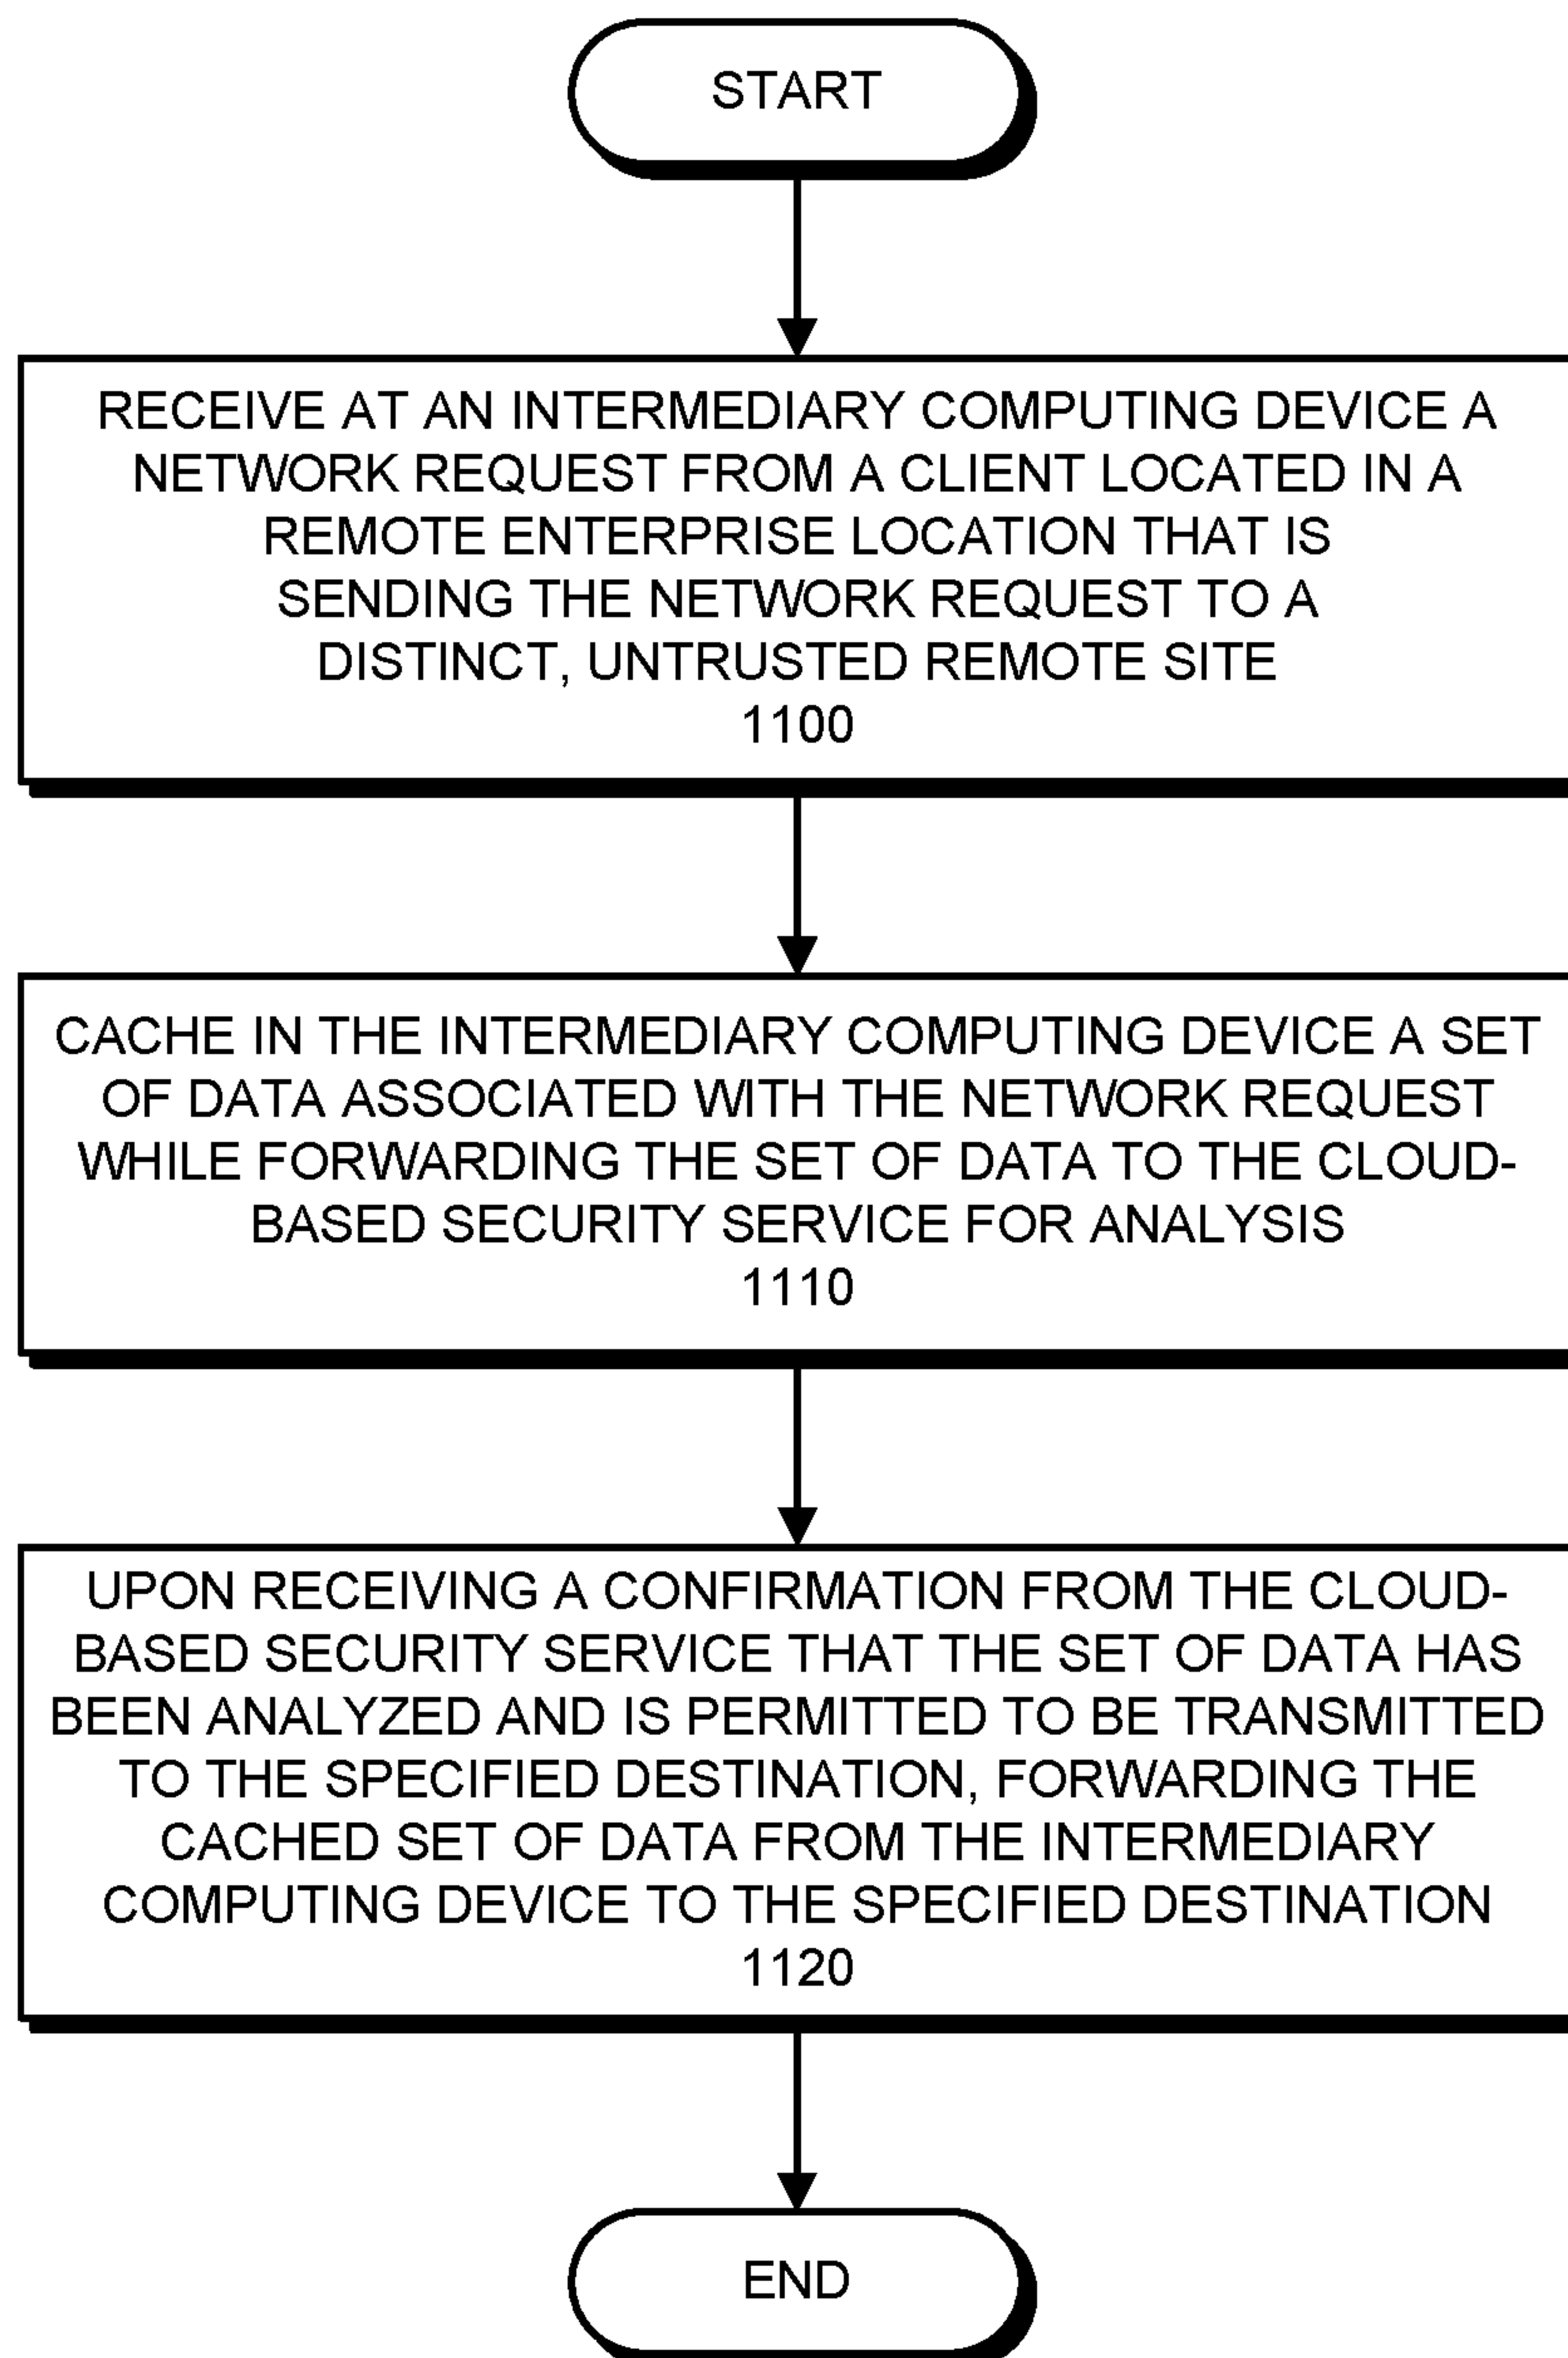 START
RECEIVE AT AN INTERMEDIARY COMPUTING DEVICE A
NETWORK REQUEST FROM A CLIENT LOCATED IN A
REMOTE ENTERPRISE LOCATION THAT IS
SENDING THE NETWORK REQUEST TO A
DISTINCT, UNTRUSTED REMOTE SITE
1100
CACHE IN THE INTERMEDIARY COMPUTING DEVICE A SET
OF DATA ASSOCIATED WITH THE NETWORK REQUEST
WHILE FORWARDING THE SET OF DATA TO THE CLOUD-
BASED SECURITY SERVICE FOR ANALYSIS
1110
UPON RECEIVING A CONFIRMATION FROM THE CLOUD-
BASED SECURITY SERVICE THAT THE SET OF DATA HAS
BEEN ANALYZED AND IS PERMITTED TO BE TRANSMITTED
TO THE SPECIFIED DESTINATION, FORWARDING THE
CACHED SET OF DATA FROM THE INTERMEDIARY
COMPUTING DEVICE TO THE SPECIFIED DESTINATION
1120
END